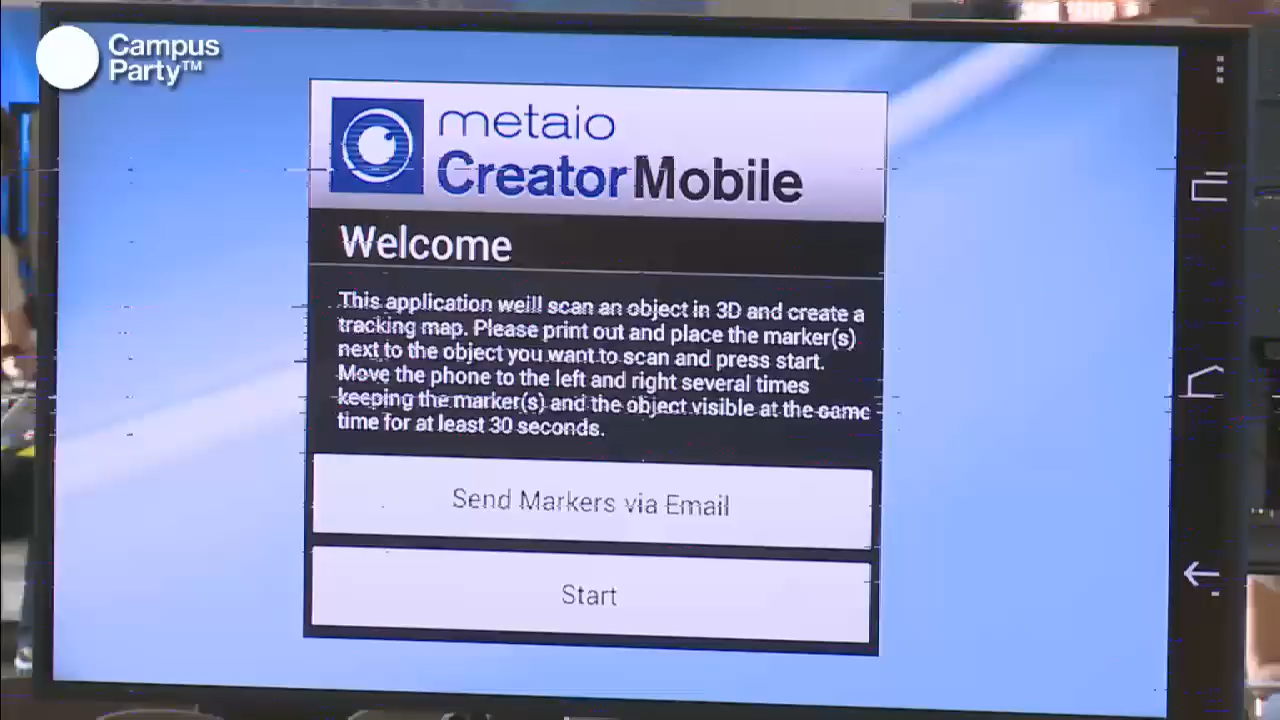 Campus
Party™
metaio
CreatorMobile
Welcome
This application weill scan an object in 3D and create a
tracking map. Please print out and place the marker(s)
next to the object you want to scan and press start.
Move the phone to the left and right several times
keeping the marker(s) and the object visible at the same
time for at least 30 seconds.
Send Markers via Email
Start